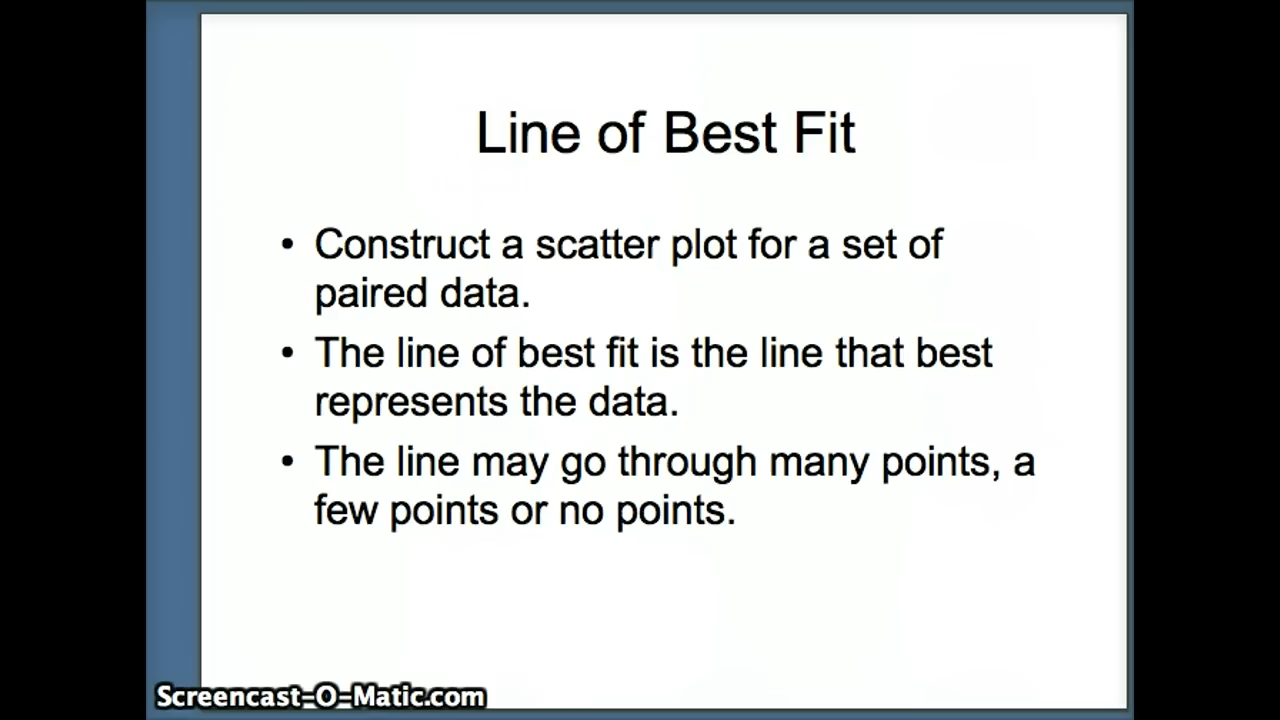 Line of Best Fit
• Construct a scatter plot for a set of
paired data.
• The line of best fit is the line that best
represents the data.
• The line may go through many points, a
few points or no points.
Screencast-O-Matic.com